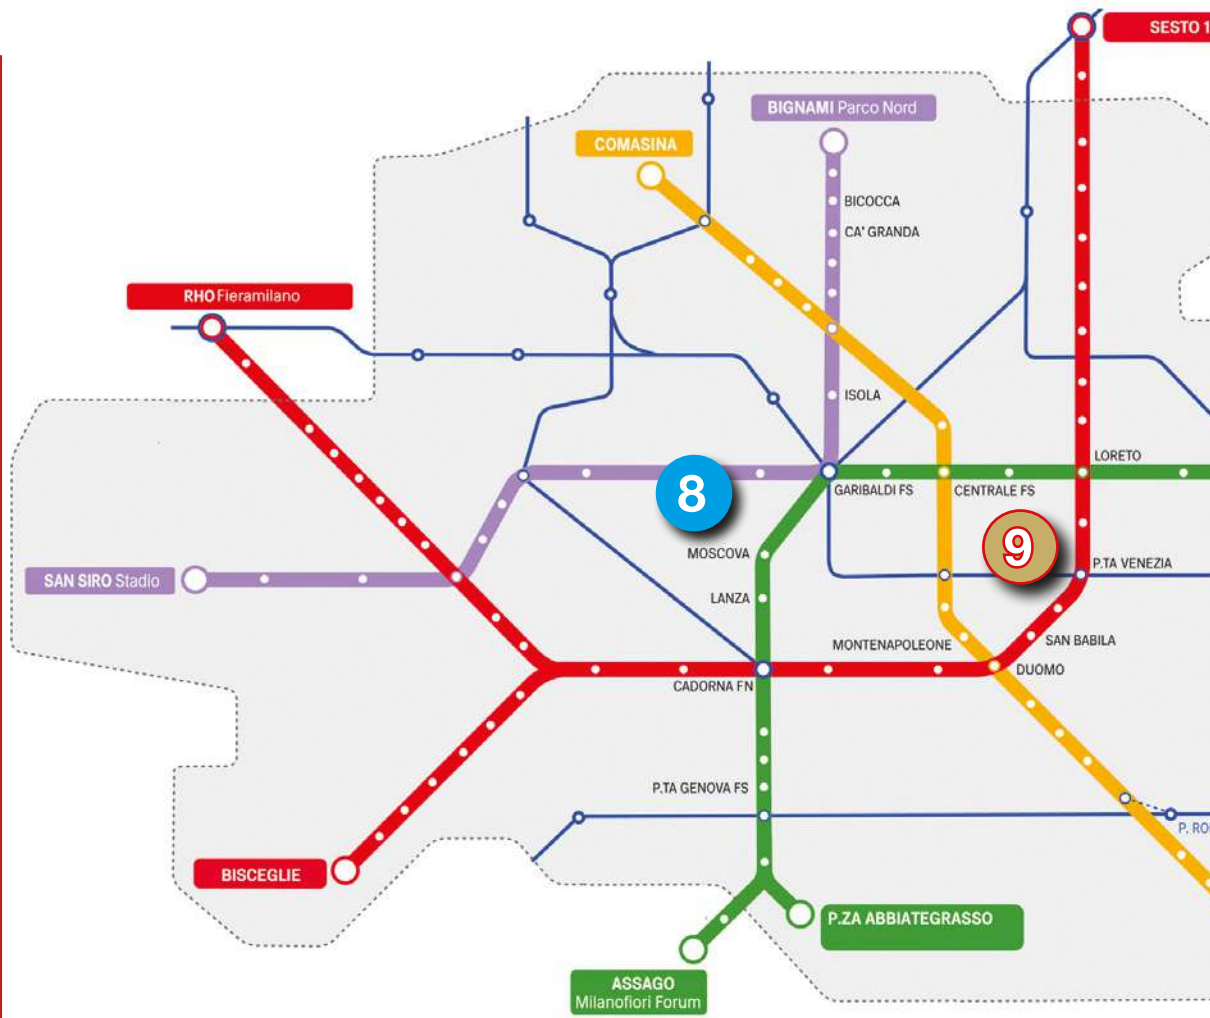 SESTO 1
BIGNAMI Parco Nord
COMASINA
BICOCCA
CA' GRANDA
RHO Fieramilano
ISOLA
LORETO
8
GARIBALDI FS
CENTRALE FS
9
MOSCOVA
P.TA VENEZIA
SAN SIRO Stadio
LANZA
MONTENAPOLEONE
SAN BABILA
DUOMO
CADORNA FN
P.TA GENOVA FS
P. RO
BISCEGLIE
P.ZA ABBIATEGRASSO
ASSAGO
Milanofiori Forum